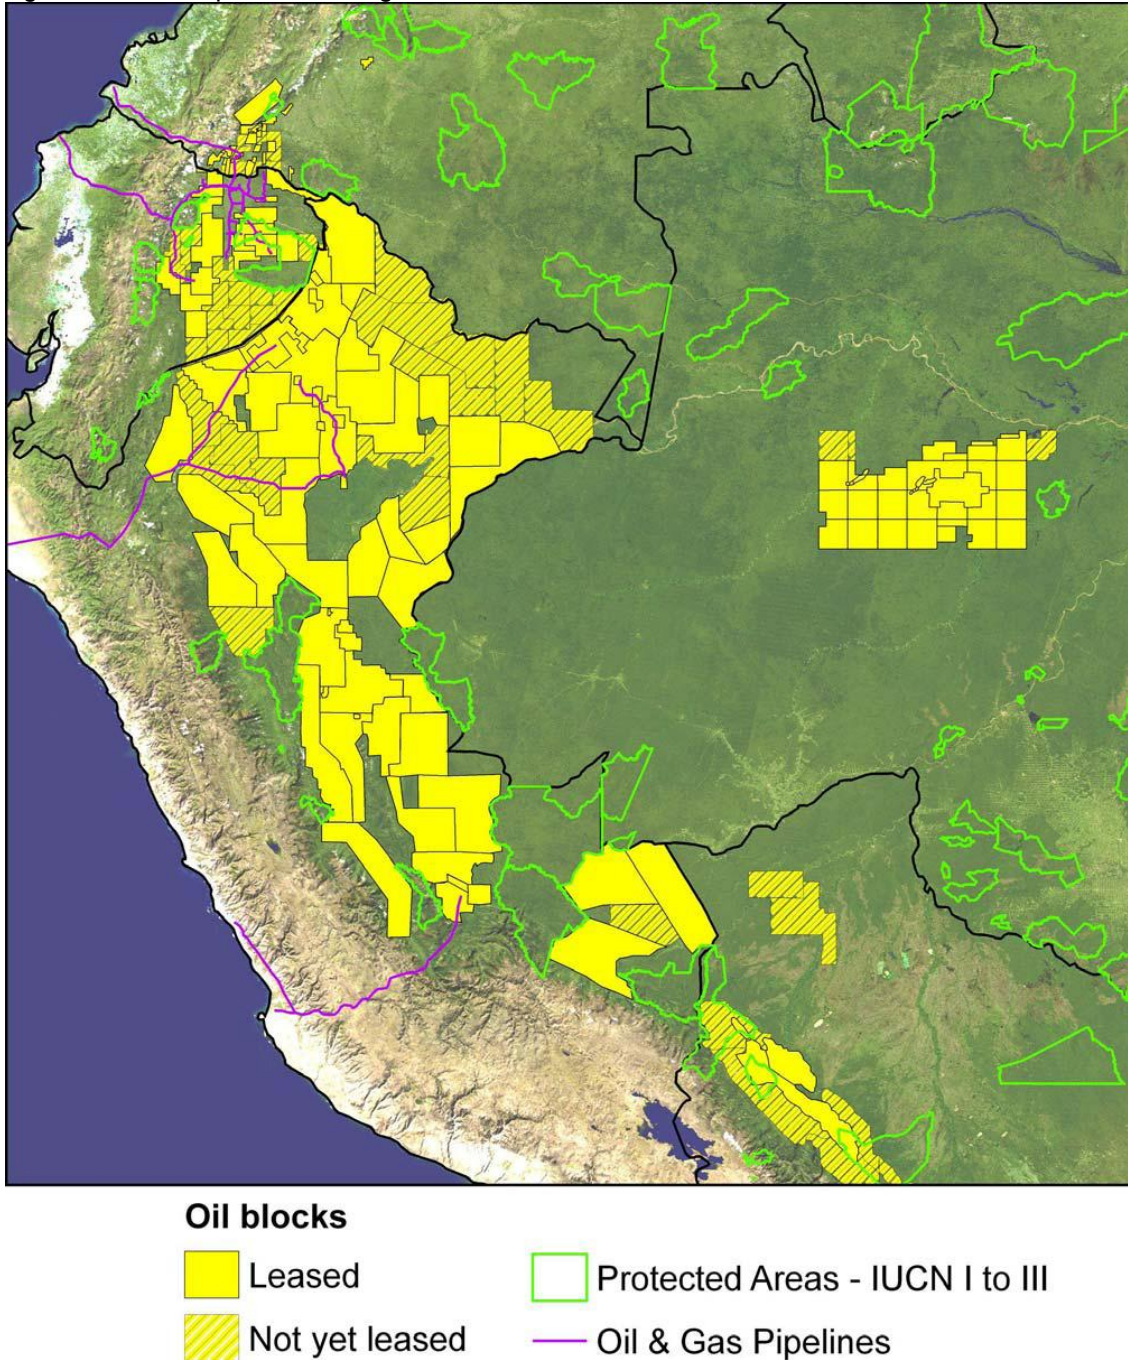 Oil blocks
Leased
Protected Areas - IUCN I to III
Not yet leased
Oil & Gas Pipelines